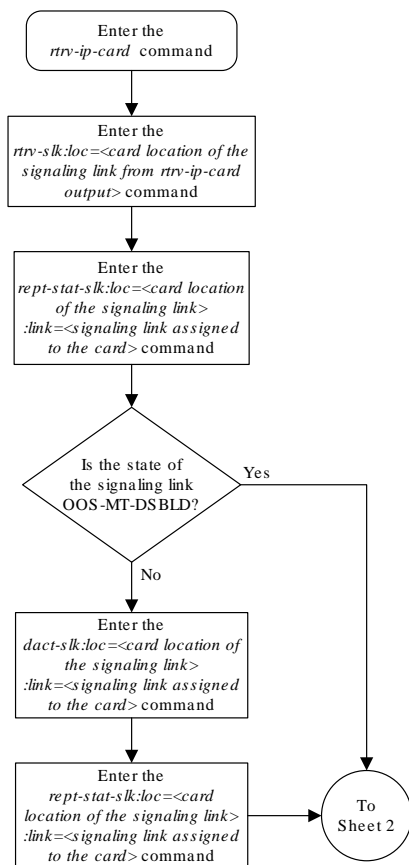 Enter the
rtrv-ip-card command
Enter the
rtrv-slk:loc=<card location of the
signaling link from rtrv-ip-card
output> command
Enter the
rept-stat-slk:loc=<card location
of the signaling link>
:link=<signaling link assigned
to the card> command
Is the state of
the signaling link
OOS-MT-DSBLD?
Yes
No
Enter the
dact-slk:loc=<card location of
the signaling link>
:link=<signaling link assigned
to the card> command
Enter the
rept-stat-slk:loc=<card
location of the signaling link>
:link=<signaling link assigned
to the card> command
To
Sheet 2